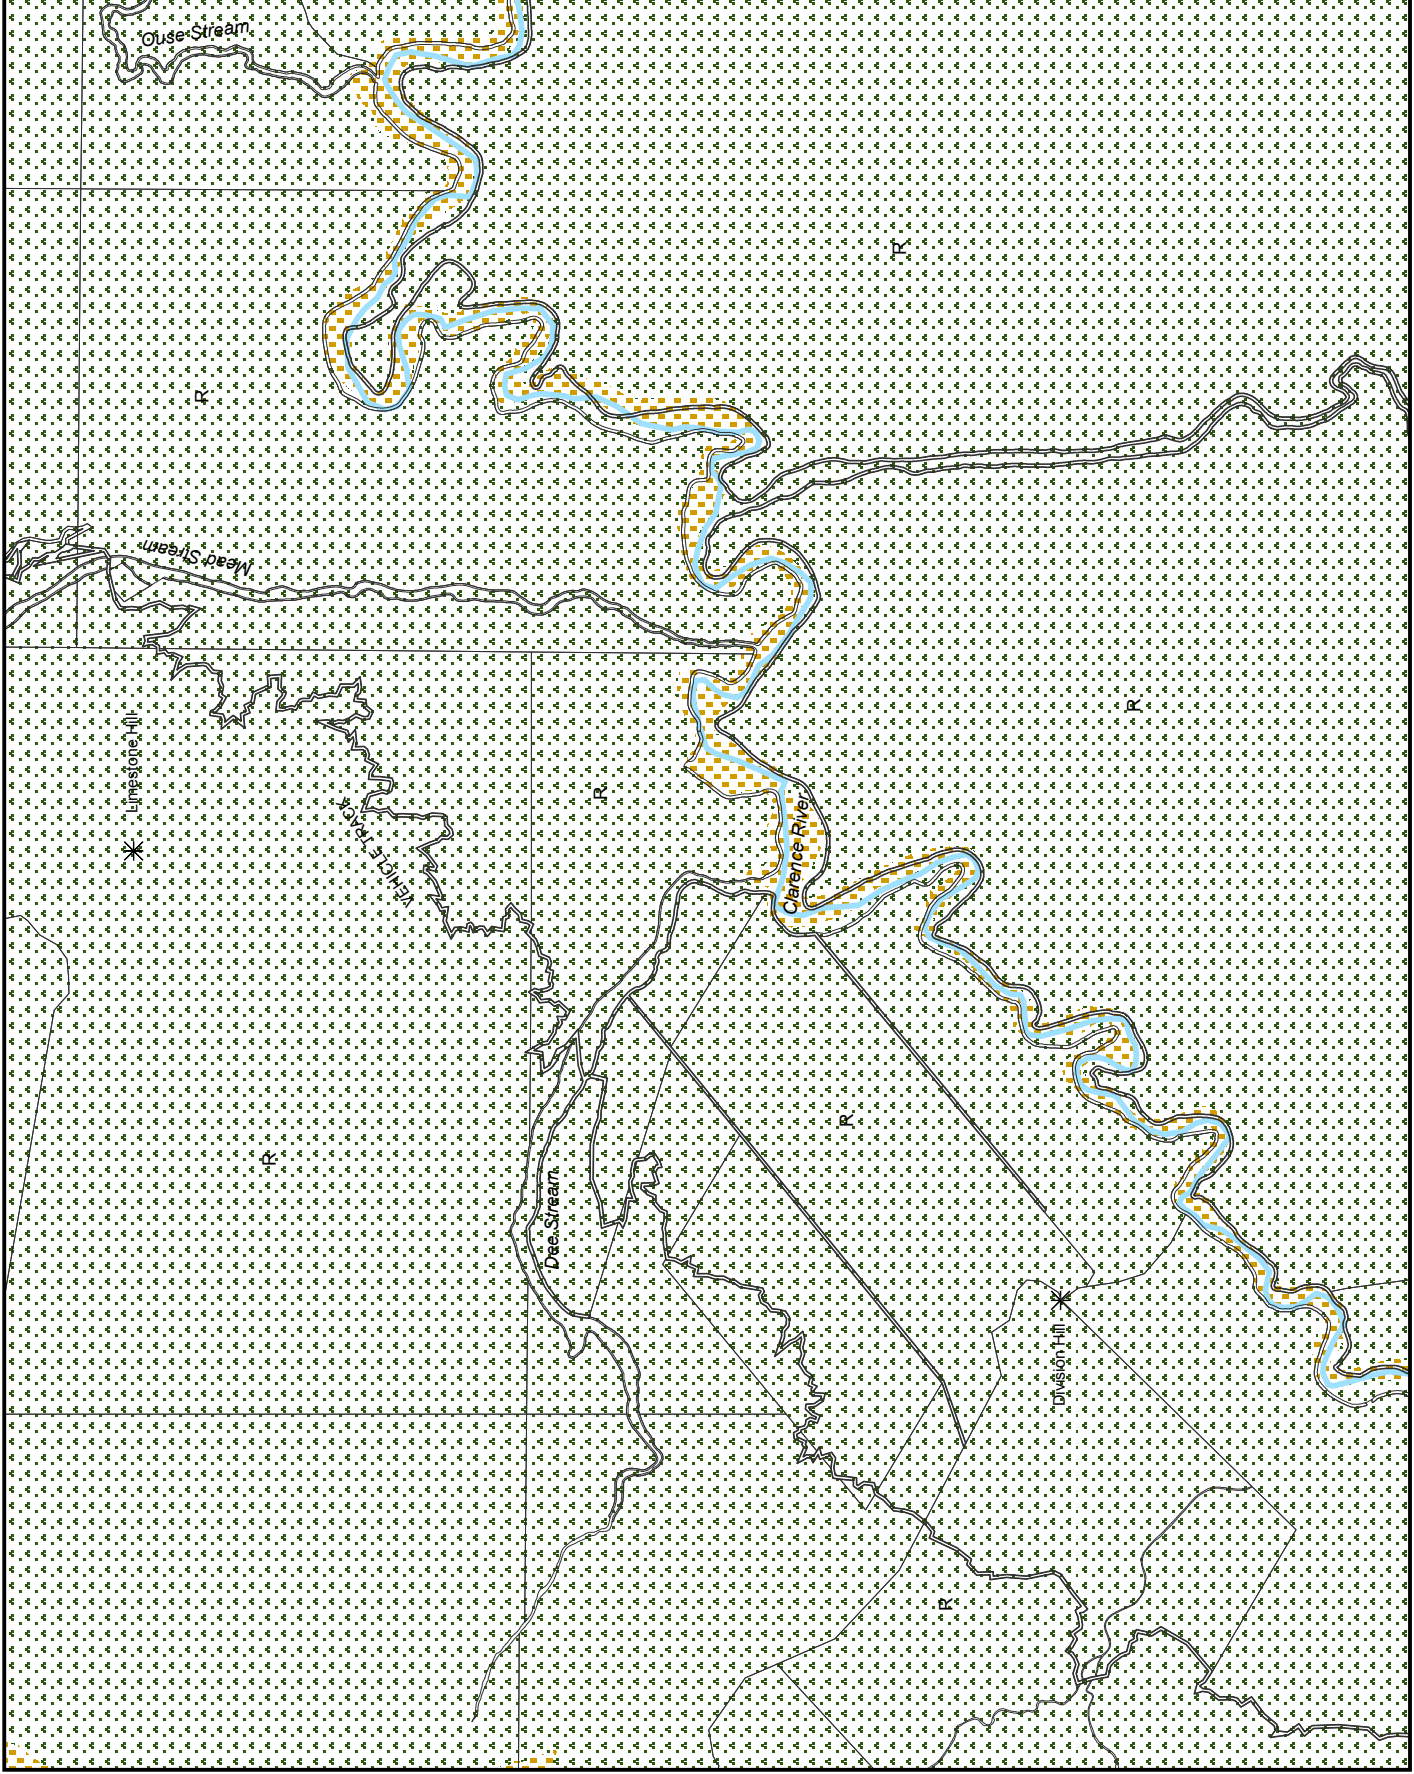 Ouse Stream
R
R
Mead Stream
Limestone Hill
R
R
VEHICLE TRACK
Clarence River
R
R
Dee Stream
Division Hill
R